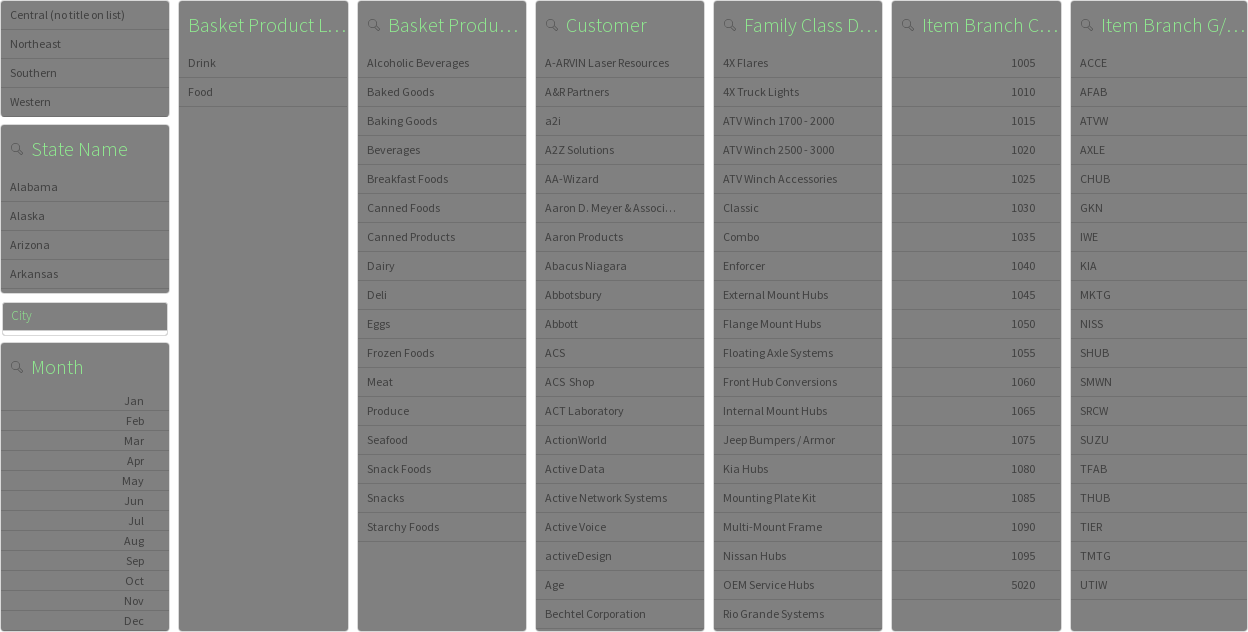 Central (no title on list)
Northeast
Southern
Western
State Name
Alabama
Alaska
Arizona
Arkansas
City
Month
Jan
Feb
Mar
Apr
May
Jun
Jul
Aug
Sep
Oct
Nov
Dec
Basket Product L…
Drink
Food
Basket Produ…
Alcoholic Beverages
Baked Goods
Baking Goods
Beverages
Breakfast Foods
Canned Foods
Canned Products
Dairy
Deli
Eggs
Frozen Foods
Meat
Produce
Seafood
Snack Foods
Snacks
Starchy Foods
Customer
A-ARVIN Laser Resources
A&R Partners
a2i
A2Z Solutions
AA-Wizard
Aaron D. Meyer & Associ…
Aaron Products
Abacus Niagara
Abbotsbury
Abbott
ACS
ACS Shop
ACT Laboratory
ActionWorld
Active Data
Active Network Systems
Active Voice
activeDesign
Age
Bechtel Corporation
Family Class D…
4X Flares
4X Truck Lights
ATV Winch 1700 - 2000
ATV Winch 2500 - 3000
ATV Winch Accessories
Classic
Combo
Enforcer
External Mount Hubs
Flange Mount Hubs
Floating Axle Systems
Front Hub Conversions
Internal Mount Hubs
Jeep Bumpers / Armor
Kia Hubs
Mounting Plate Kit
Multi-Mount Frame
Nissan Hubs
OEM Service Hubs
Rio Grande Systems
Item Branch C…
1005
1010
1015
1020
1025
1030
1035
1040
1045
1050
1055
1060
1065
1075
1080
1085
1090
1095
5020
Item Branch G/…
ACCE
AFAB
ATVW
AXLE
CHUB
GKN
IWE
KIA
MKTG
NISS
SHUB
SMWN
SRCW
SUZU
TFAB
THUB
TIER
TMTG
UTIW